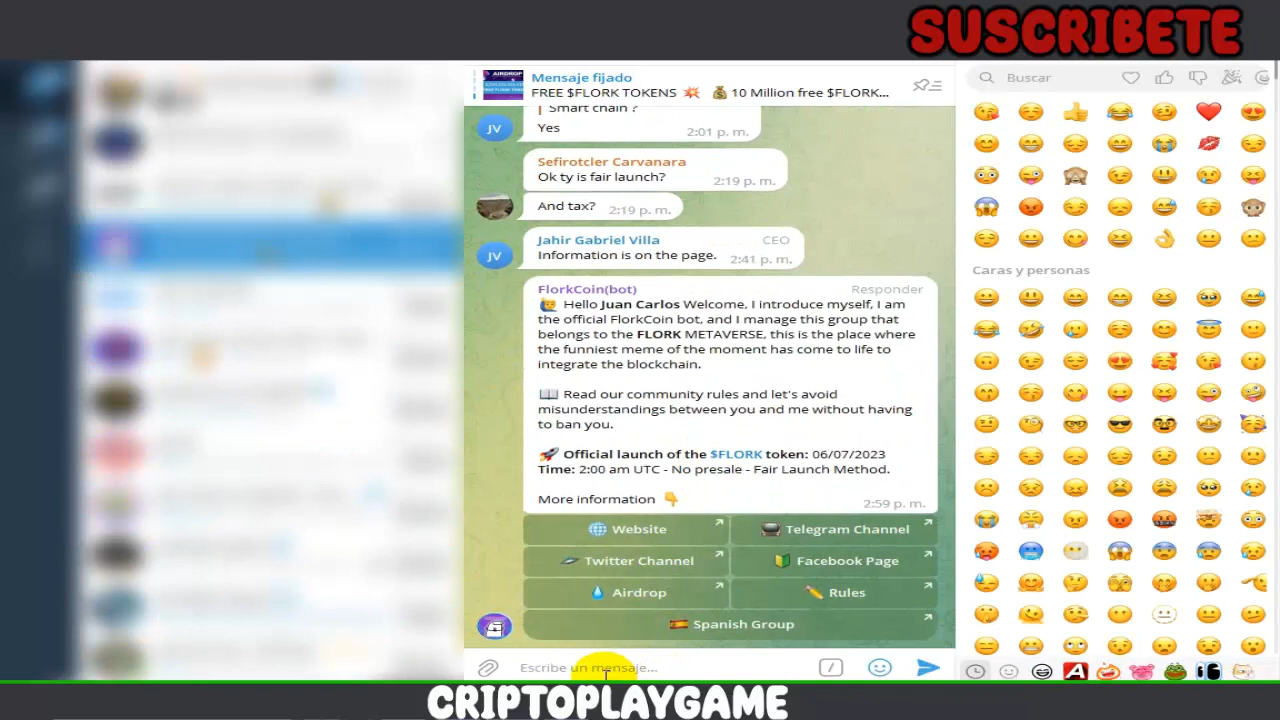 SUSCRIBETE
Mensaje fijado
FREE $FLORK TOKENS 💥 💰 10 Million free $FLORK...
Buscar
Smart chain ?
Yes
2:01 p. m.
JV
Sefirotcler Carvanara
Ok ty is fair launch?
2:19 p. m.
And tax?
2:19 p. m.
Jahir Gabriel Villa
CEO
Information is on the page.
2:41 p. m.
JV
Caras y personas
FlorkCoin(bot)
Responder
Hello Juan Carlos Welcome, I introduce myself, I am
the official FlorkCoin bot, and I manage this group that
belongs to the FLORK METAVERSE, this is the place where
the funniest meme of the moment has come to life to
integrate the blockchain.
📖 Read our community rules and let's avoid
misunderstandings between you and me without having
to ban you.
🚀 Official launch of the $FLORK token: 06/07/2023
Time: 2:00 am UTC - No presale - Fair Launch Method.
More information 👇
2:59 p. m.
Website
Telegram Channel
Twitter Channel
Facebook Page
Airdrop
Rules
Spanish Group
Escribe un mensaje...
CRIPTOPLAYGAME